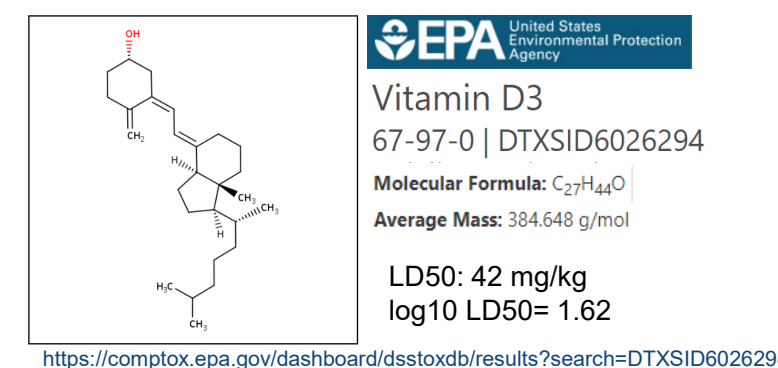 OH
CH₂
H
CH₃
CH₃
H
H₃C
CH₃
EPA
United States
Environmental Protection
Agency
Vitamin D3
67-97-0 | DTXSID6026294
Molecular Formula: C₂₇H₄₄O
Average Mass: 384.648 g/mol
LD50: 42 mg/kg
log10 LD50= 1.62
https://comptox.epa.gov/dashboard/dsstoxdb/results?search=DTXSID602629